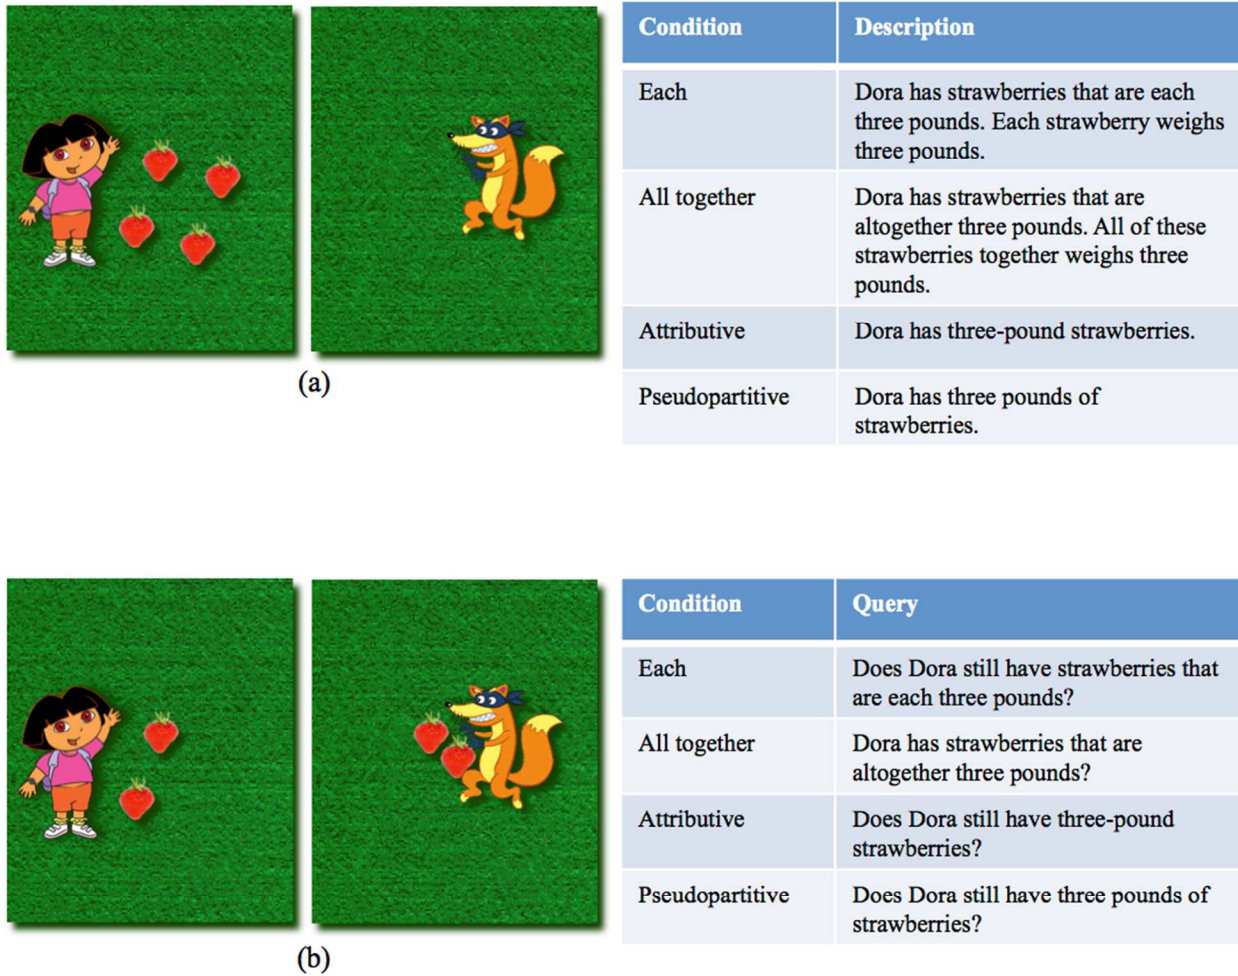 Condition Description
Each Dora has strawberries that are each
three pounds. Each strawberry weighs
three pounds.
All together Dora has strawberries that are
altogether three pounds. All of these
strawberries together weighs three
pounds.
Attributive Dora has three-pound strawberries.
Pseudopartitive Dora has three pounds of
strawberries.
(a)
Condition Query
Each Does Dora still have strawberries that
are each three pounds?
All together Dora has strawberries that are
altogether three pounds?
Attributive Does Dora still have three-pound
strawberries?
Pseudopartitive Does Dora still have three pounds of
strawberries?
(b)